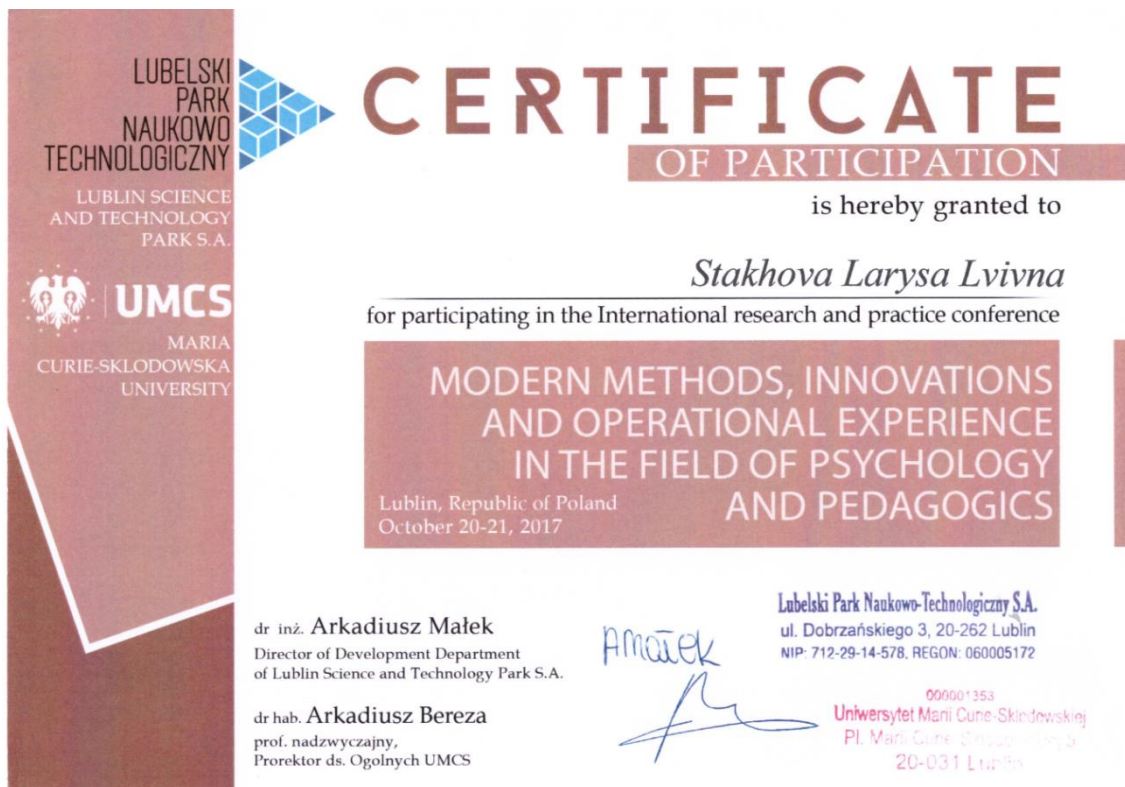 LUBELSKI
PARK
NAUKOWO
TECHNOLOGICZNY
LUBLIN SCIENCE
AND TECHNOLOGY
PARK S.A.
UMCS
MARIA
CURIE-SKLODOWSKA
UNIVERSITY
CERTIFICATE
OF PARTICIPATION
is hereby granted to
Stakhova Larysa Lvivna
for participating in the International research and practice conference
MODERN METHODS, INNOVATIONS
AND OPERATIONAL EXPERIENCE
IN THE FIELD OF PSYCHOLOGY
AND PEDAGOGICS
Lublin, Republic of Poland
October 20-21, 2017
dr inż. Arkadiusz Małek
Director of Development Department
of Lublin Science and Technology Park S.A.
dr hab. Arkadiusz Bereza
prof. nadzwyczajny,
Prorektor ds. Ogolnych UMCS
AMałek
Lubelski Park Naukowo-Technologiczny S.A.
ul. Dobrzańskiego 3, 20-262 Lublin
NIP: 712-29-14-578, REGON: 060005172
000001353
Uniwersytet Marii Curie-Skłodowskiej
Pl. Marii Curie 5
20-031 Lublin